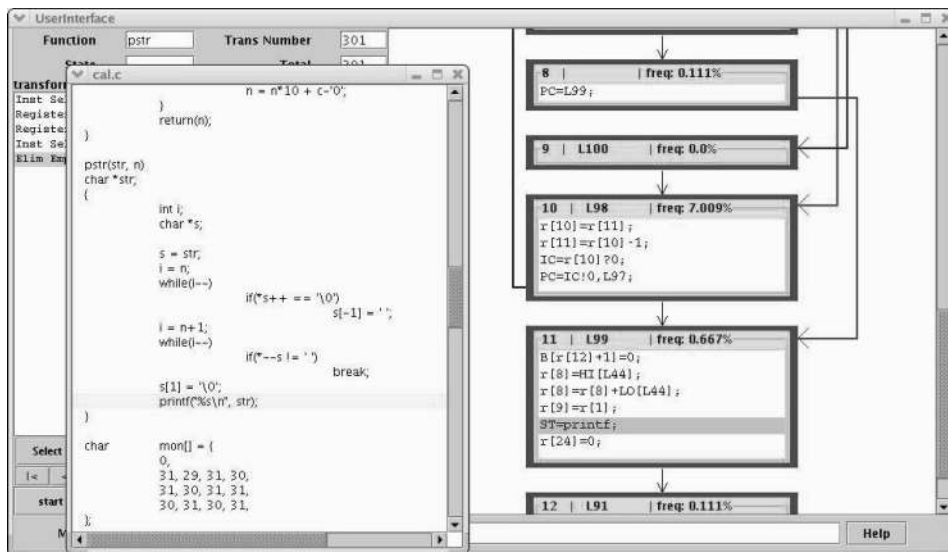 UserInterface
Function pstr Trans Number 301
cal.c
n = n*10 + c-'0';
}
return(n);
}
pstr(str, n)
char *str;
{
int i;
char *s;
s = str;
i = n;
while(i--)
if(*s++ == '\0')
s[-1] = ' ';
i = n+1;
while(i--)
if(*--s != ' ')
break;
s[1] = '\0';
printf("%s\n", str);
}
char mon[] = {
0,
31, 29, 31, 30,
31, 30, 31, 31,
30, 31, 30, 31,
};
transfor
Inst Se
Registe
Registe
Inst Se
Elim Em
Select
|<
start
M
8 | | freq: 0.111%
PC=L99;
9 | L100 | freq: 0.0%
10 | L98 | freq: 7.009%
r[10]=r[11];
r[11]=r[10]-1;
IC=r[10]?0;
PC=IC!0,L97;
11 | L99 | freq: 0.667%
B[r[12]+1]=0;
r[8]=HI[L44];
r[8]=r[8]+LO[L44];
r[9]=r[1];
ST=printf;
r[24]=0;
12 | L91 | freq: 0.111%
Help